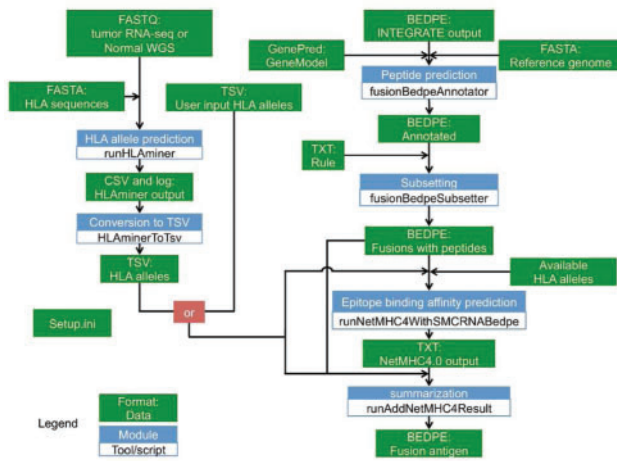 FASTQ:
tumor RNA-seq or
Normal WGS
FASTA:
HLA sequences
TSV:
User input HLA alleles
HLA allele prediction
runHLAminer
CSV and log:
HLAminer output
Conversion to TSV
HLAminerToTsv
TSV:
HLA alleles
or
Setup.ini
BEDPE:
INTEGRATE output
GenePred:
GeneModel
FASTA:
Reference genome
Peptide prediction
fusionBedpeAnnotator
BEDPE:
Annotated
TXT:
Rule
Subsetting
fusionBedpeSubsetter
BEDPE:
Fusions with peptides
Available
HLA alleles
Epitope binding affinity prediction
runNetMHC4WithSMCRNABedpe
TXT:
NetMHC4.0 output
summarization
runAddNetMHC4Result
BEDPE:
Fusion antigen
Legend
Format:
Data
Module
Tool/script